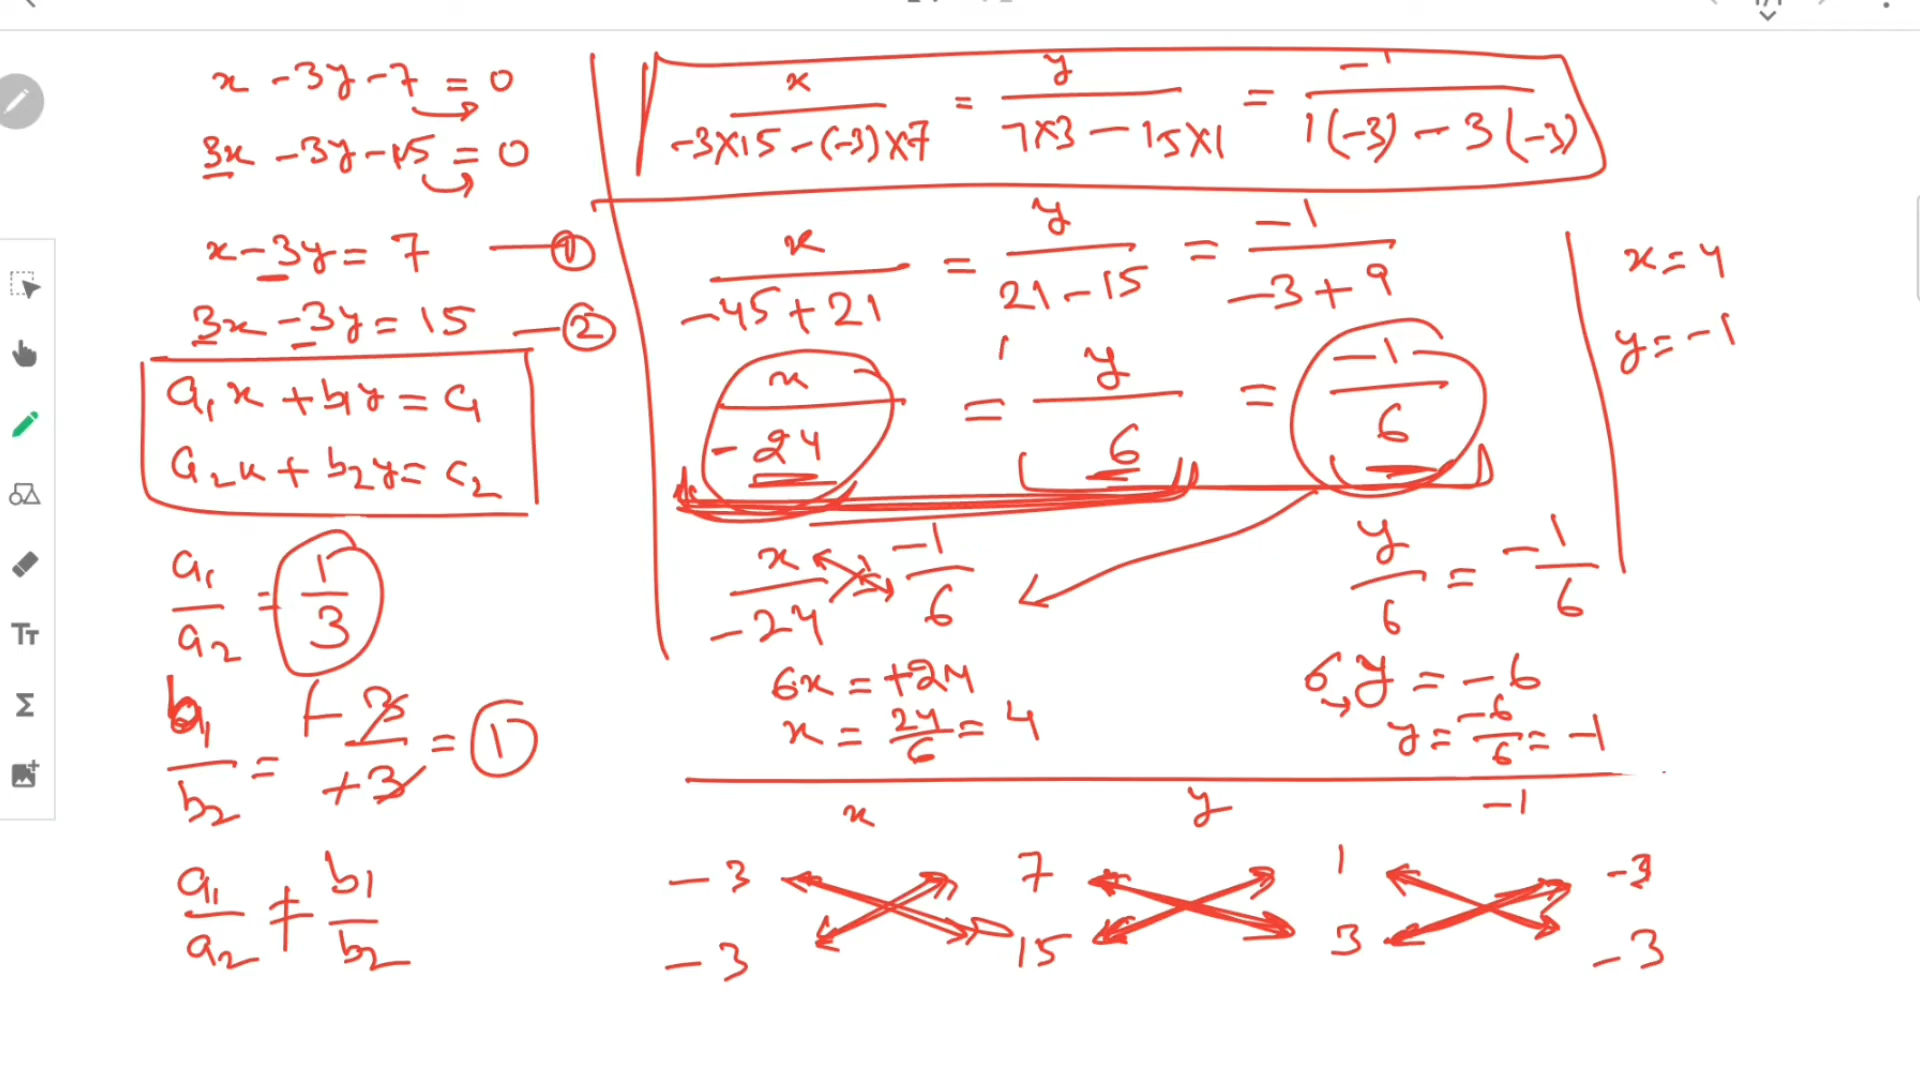 x - 3y - 7 = 0
3x - 3y - 15 = 0
x - 3y = 7 — ①
3x - 3y = 15 — ②
a₁x + b₁y = c₁
a₂x + b₂y = c₂
a₁/a₂ = 1/3
b₁/b₂ = -3/+3 = 1
a₁/a₂ ≠ b₁/b₂
x/(-3×15-(-3)×7) = y/(7×3-15×1) = -1/(1(-3)-3(-3))
x/(-45+21) = y/(21-15) = -1/(-3+9)
x/-24 = y/6 = -1/6
x/-24 = -1/6
6x = +24
x = 24/6 = 4
y/6 = -1/6
6y = -6
y = -6/6 = -1
x = 4
y = -1
x y -1
-3 7 1 -3
-3 15 3 -3
Tт
Σ